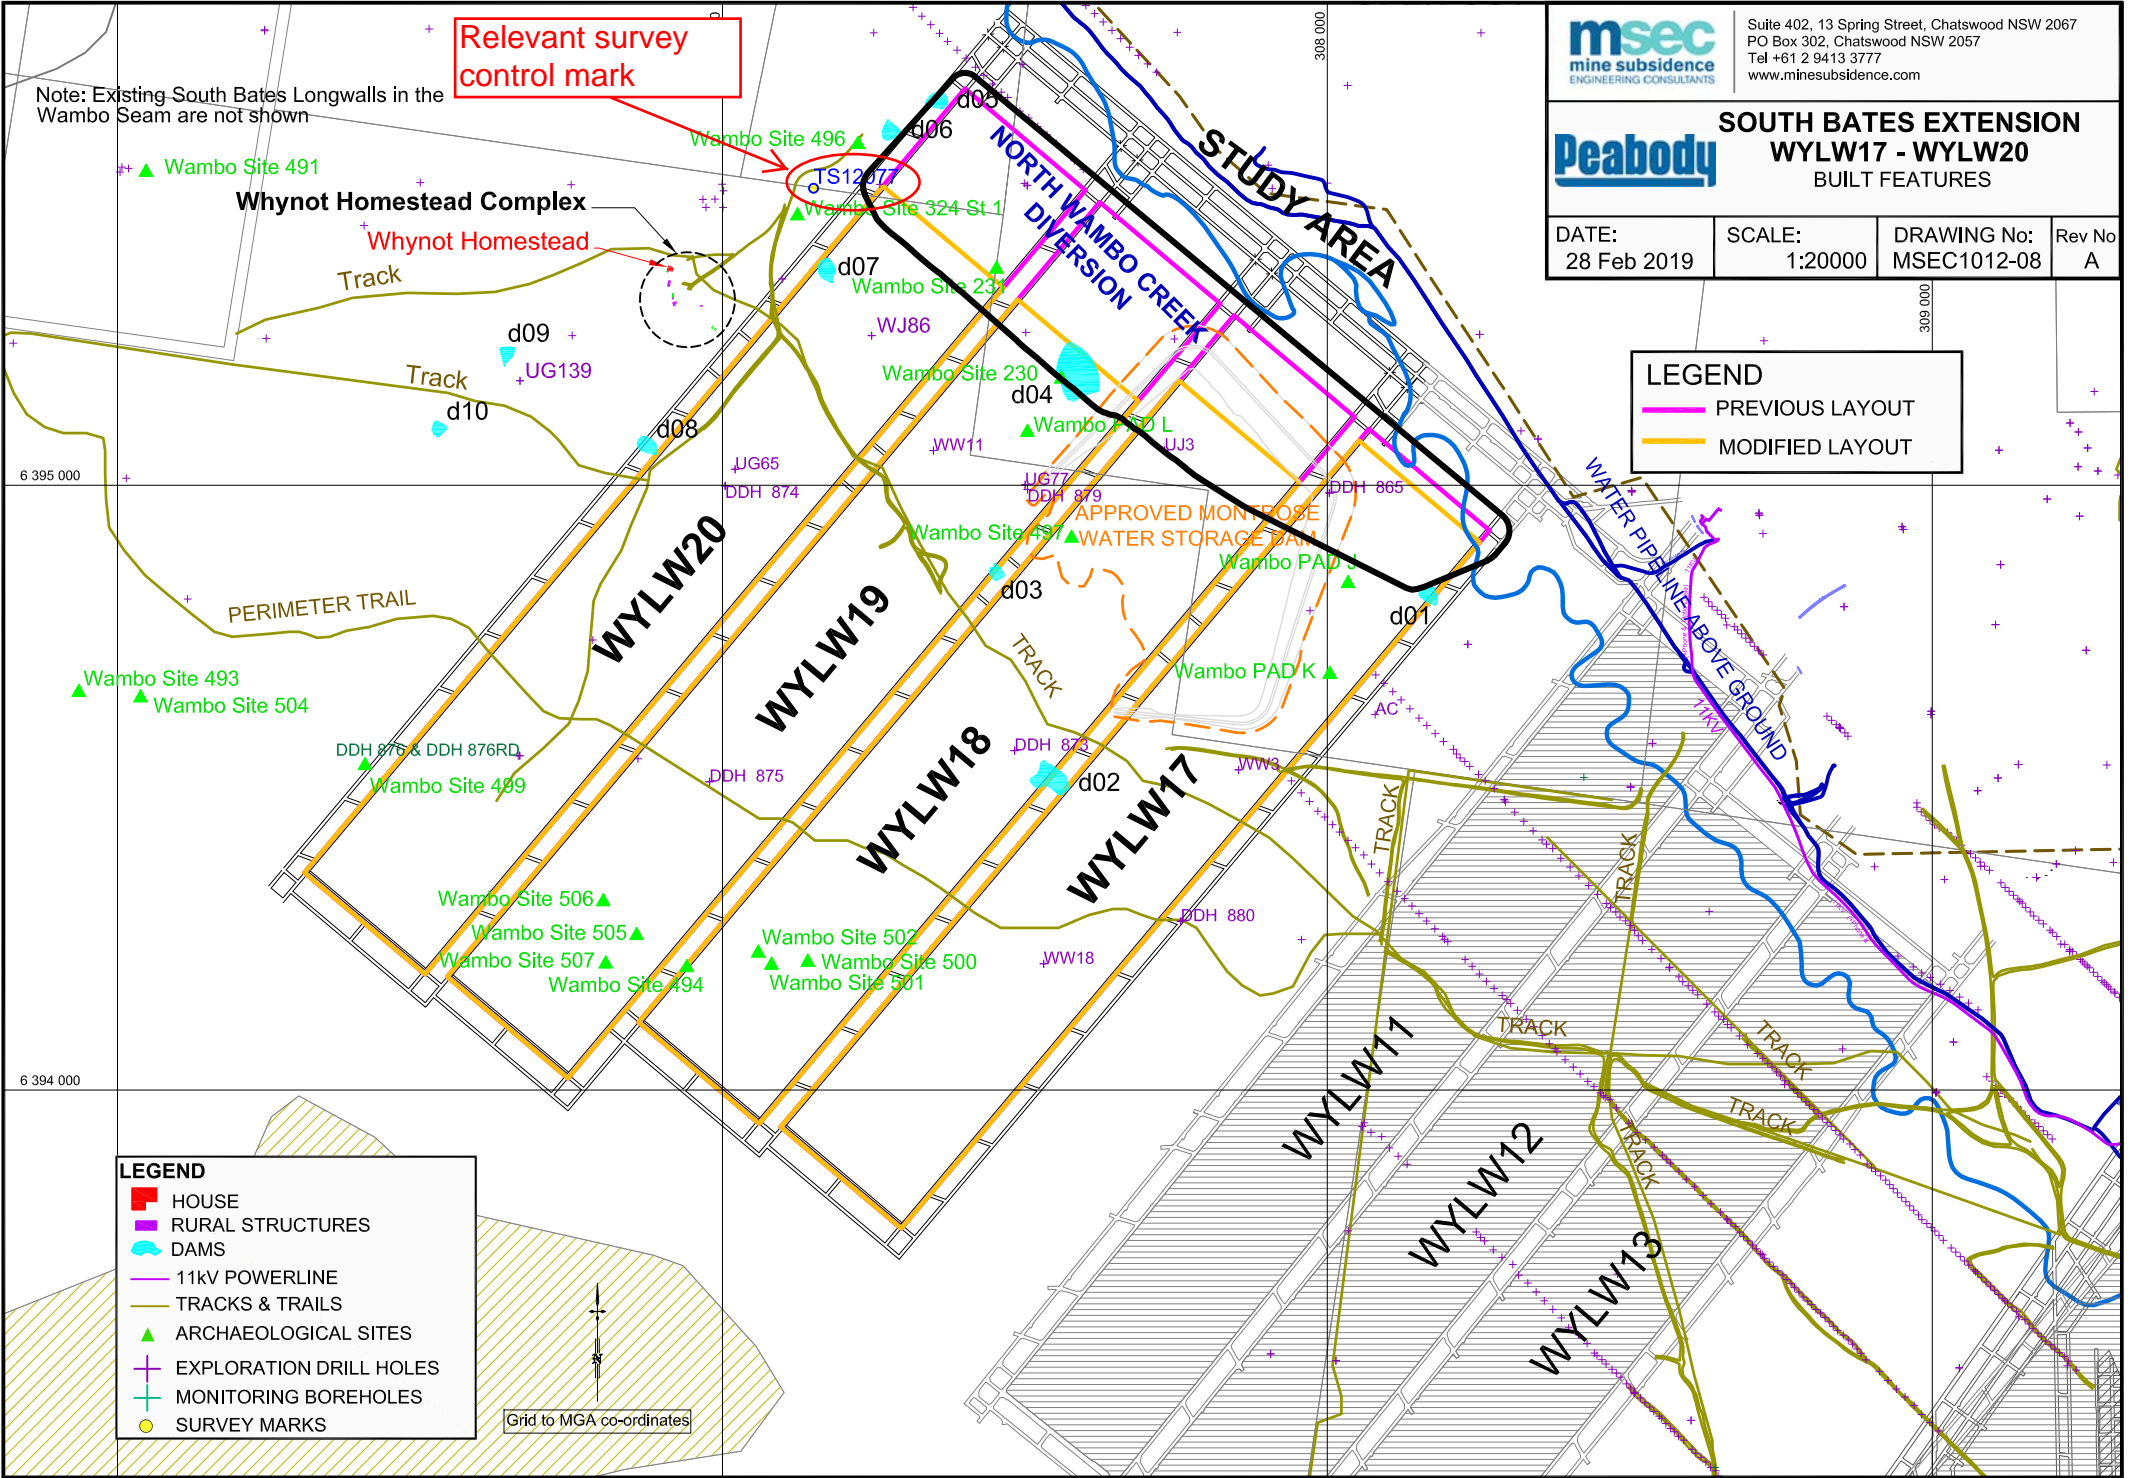 Relevant survey
control mark
Note: Existing South Bates Longwalls in the
Wambo Seam are not shown
308 000
309 000
6 395 000
6 394 000
msec
mine subsidence
ENGINEERING CONSULTANTS
Suite 402, 13 Spring Street, Chatswood NSW 2067
PO Box 302, Chatswood NSW 2057
Tel +61 2 9413 3777
www.minesubsidence.com
Peabody
SOUTH BATES EXTENSION
WYLW17 - WYLW20
BUILT FEATURES
DATE:
28 Feb 2019
SCALE:
1:20000
DRAWING No:
MSEC1012-08
Rev No
A
LEGEND
PREVIOUS LAYOUT
MODIFIED LAYOUT
d05
d06
Wambo Site 496
Wambo Site 491
TS12077
Whynot Homestead Complex
Wambo Site 324 St 1
Whynot Homestead
STUDY AREA
NORTH WAMBO CREEK
DIVERSION
Track
d07
Wambo Site 231
WJ86
d09
UG139
Track
d10
d08
Wambo Site 230
d04
Wambo PAD L
WW11
UJ3
UG65
DDH 874
UG77
DDH 879
DDH 865
APPROVED MONTROSE
WATER STORAGE DAM
Wambo Site 497
Wambo PAD J
d03
d01
WATER PIPELINE ABOVE GROUND
11KV
WYLW20
WYLW19
WYLW18
WYLW17
PERIMETER TRAIL
TRACK
Wambo PAD K
AC
Wambo Site 493
Wambo Site 504
DDH 876 & DDH 876RD
Wambo Site 499
DDH 875
DDH 873
d02
WW3
TRACK
TRACK
Wambo Site 506
Wambo Site 505
Wambo Site 507
Wambo Site 494
Wambo Site 502
Wambo Site 500
Wambo Site 501
DDH 880
WW18
TRACK
TRACK
TRACK
TRACK
WYLW11
WYLW12
WYLW13
LEGEND
HOUSE
RURAL STRUCTURES
DAMS
11kV POWERLINE
TRACKS & TRAILS
ARCHAEOLOGICAL SITES
EXPLORATION DRILL HOLES
MONITORING BOREHOLES
SURVEY MARKS
N
Grid to MGA co-ordinates